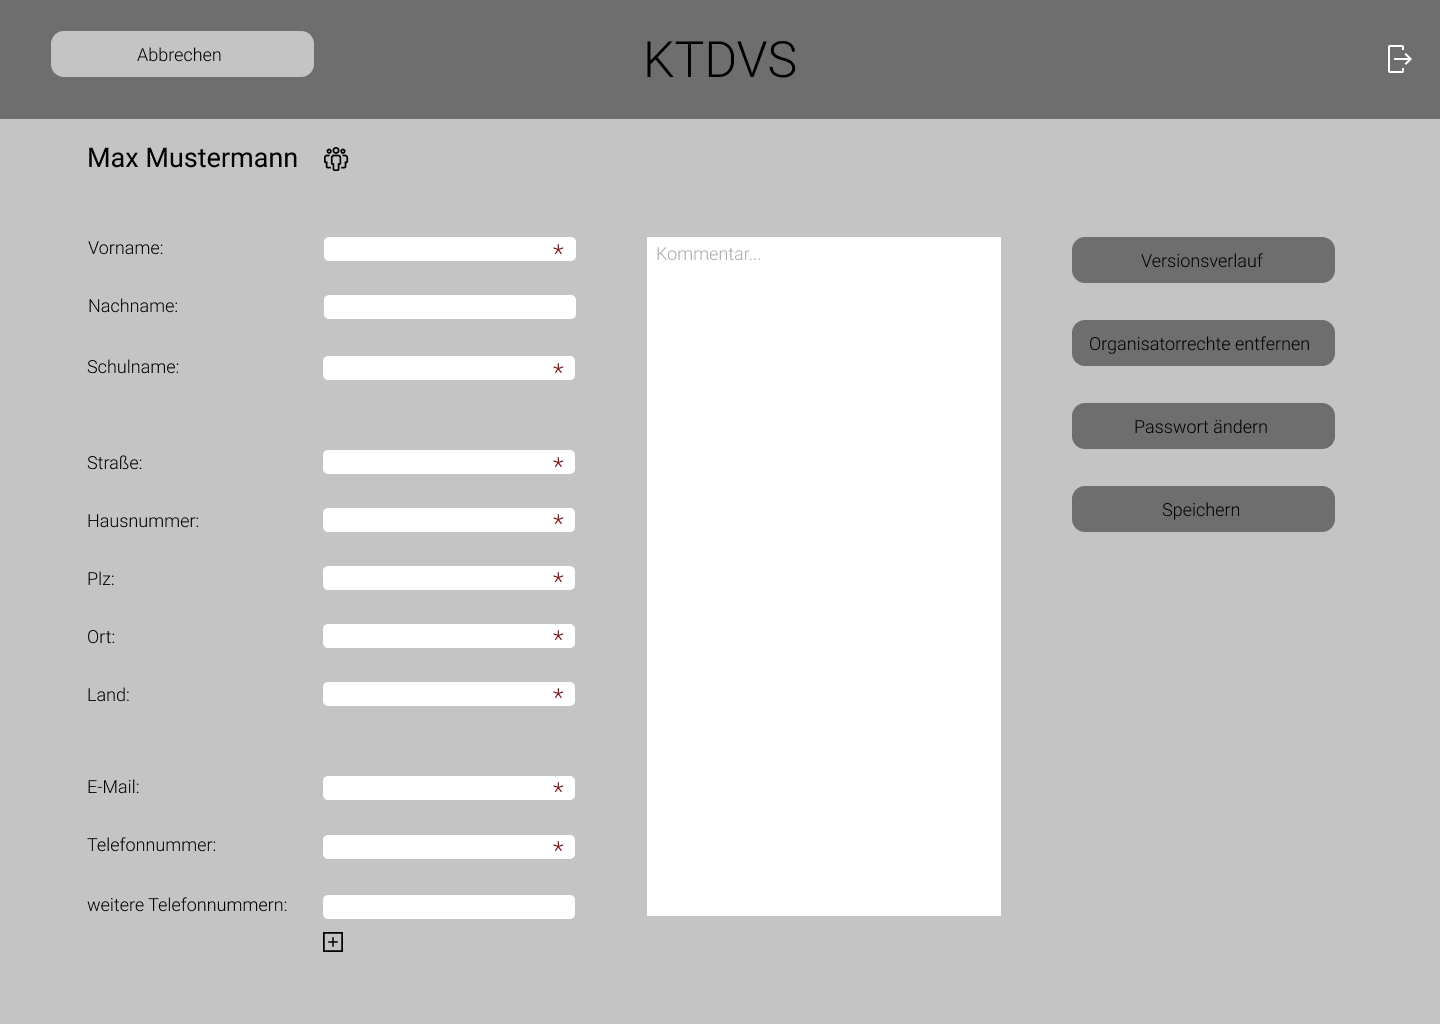 Abbrechen
KTDVS
Max Mustermann
Vorname:
*
Nachname:
Schulname:
*
Straße:
*
Hausnummer:
*
Plz:
*
Ort:
*
Land:
*
E-Mail:
*
Telefonnummer:
*
weitere Telefonnummern:
Kommentar...
Versionsverlauf
Organisatorrechte entfernen
Passwort ändern
Speichern